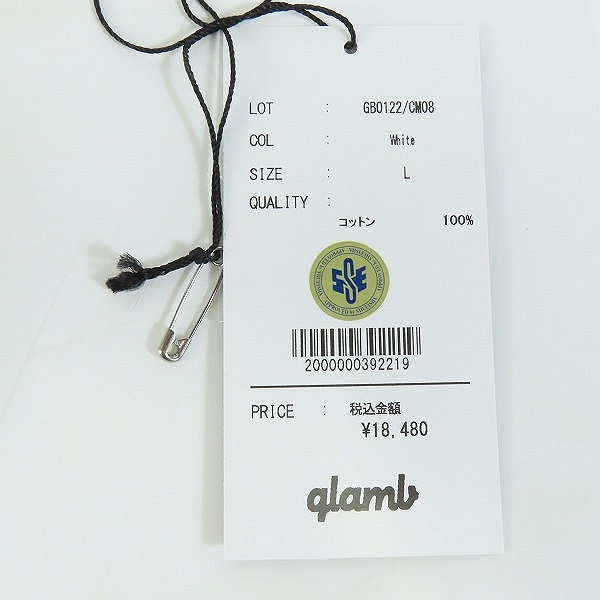 LOT : GB0122/CM08
COL : White
SIZE : L
QUALITY :
コットン 100%
SSE
2000000392219
PRICE : 税込金額
¥18,480
glamb